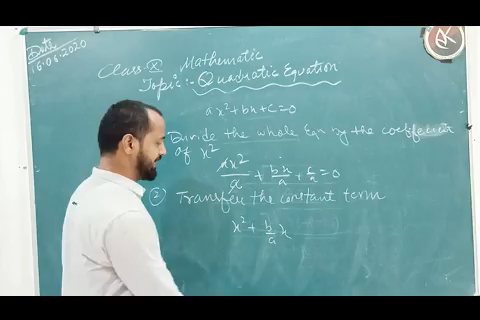 Date
16.06.2020
Class. X Mathematic
Topic :- Quadratic Equation
ax²+bx+c=0
Divide the whole Eqn by the coefficient
of x²
ax²/a + bx/a + c/a = 0
② Transfer the constant term
x² + b/a x